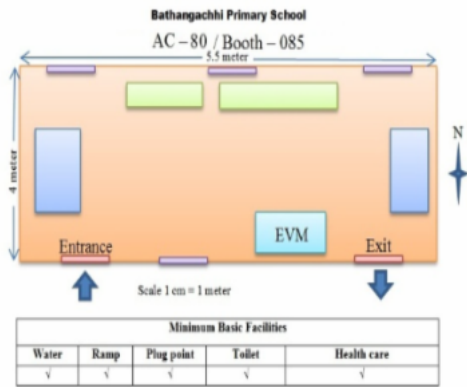 Bathangachhi Primary School
AC – 80 / Booth – 085
5.5 meter
4 meter
N
EVM
Entrance
Exit
Scale 1 cm = 1 meter
Minimum Basic Facilities
Water Ramp Plug point Toilet Health care
√ √ √ √ √